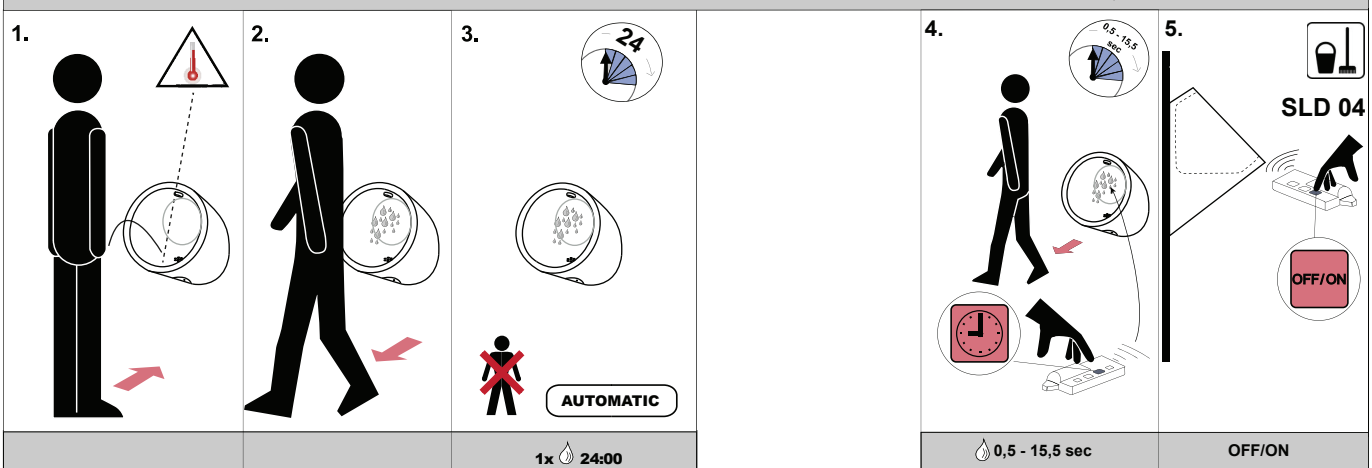 1.
2.
3.
24
AUTOMATIC
1x 24:00
4.
0,5 - 15,5
sec
0,5 - 15,5 sec
5.
SLD 04
OFF/ON
OFF/ON